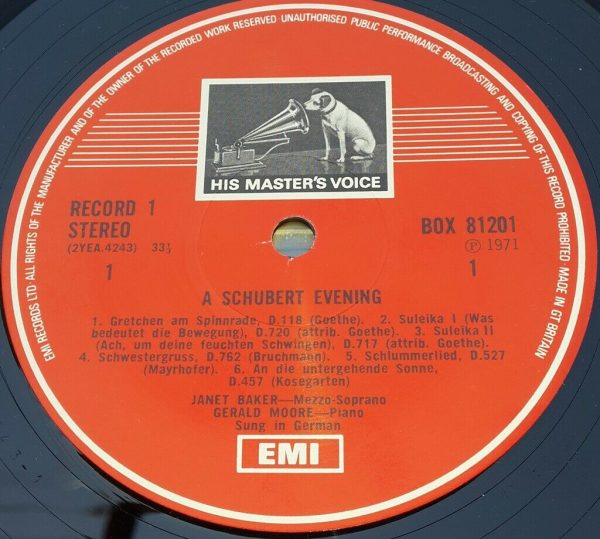 EMI RECORDS LTD · ALL RIGHTS OF THE MANUFACTURER AND OF THE OWNER OF THE RECORDED WORK RESERVED · UNAUTHORISED PUBLIC PERFORMANCE BROADCASTING AND COPYING OF THIS RECORD PROHIBITED · MADE IN GT BRITAIN
HIS MASTER'S VOICE
RECORD 1
STEREO
(2YEA.4243) 33⅓
1
BOX 81201
Ⓟ 1971
1
A SCHUBERT EVENING
1. Gretchen am Spinnrade, D.118 (Goethe). 2. Suleika I (Was
bedeutet die Bewegung), D.720 (attrib. Goethe). 3. Suleika II
(Ach, um deine feuchten Schwingen), D.717 (attrib. Goethe).
4. Schwestergruss, D.762 (Bruchmann). 5. Schlummerlied, D.527
(Mayrhofer). 6. An die untergehende Sonne,
D.457 (Kosegarten)
JANET BAKER—Mezzo-Soprano
GERALD MOORE—Piano
Sung in German
EMI